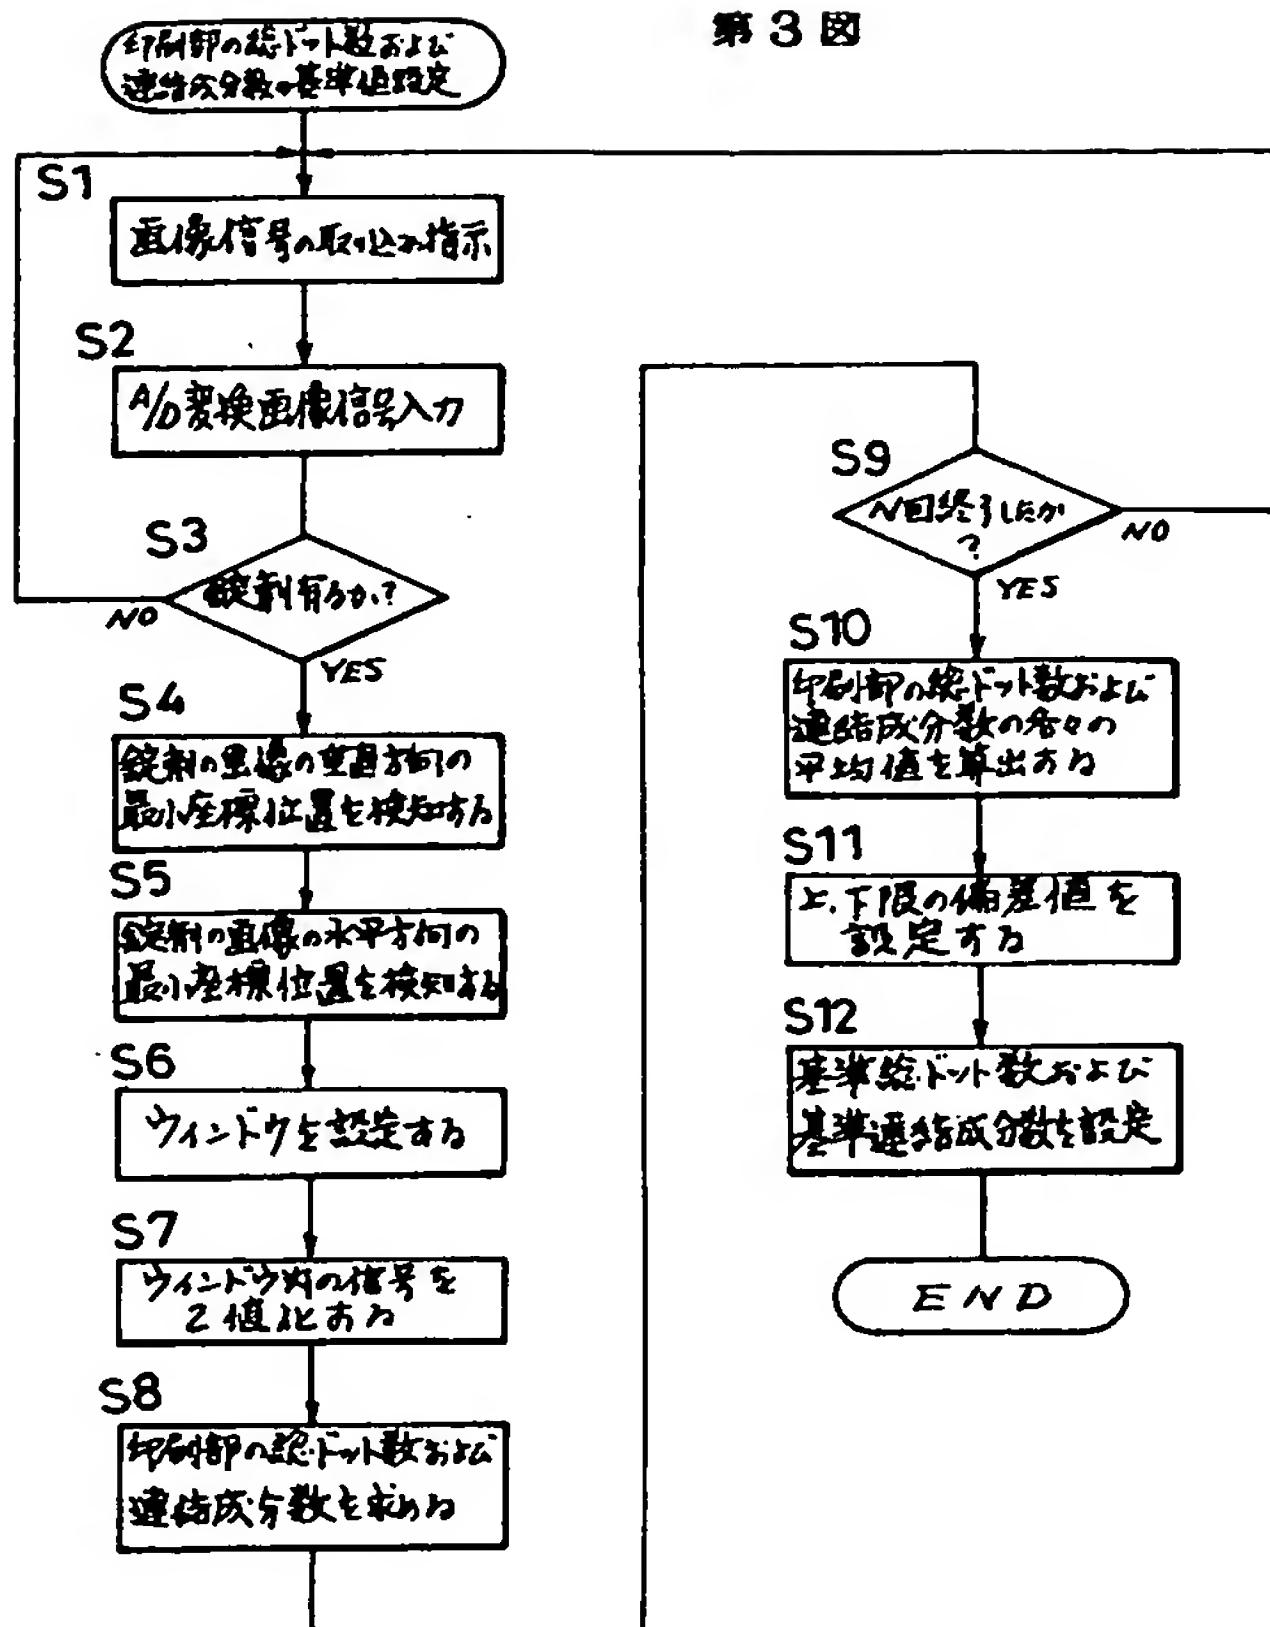 第3図
印刷部の総ドット数および
連結成分数の基準値設定
S1
画像信号の取り込み指示
S2
A/D変換画像信号入力
S3
錠剤有るか?
NO
YES
S4
錠剤の画像の垂直方向の
最小座標位置を検知する
S5
錠剤の画像の水平方向の
最小座標位置を検知する
S6
ウィンドウを設定する
S7
ウィンドウ内の信号を
2値化する
S8
印刷部の総ドット数および
連結成分数を求める
S9
N回終了したか
?
NO
YES
S10
印刷部の総ドット数および
連結成分数の各々の
平均値を算出する
S11
上、下限の偏差値を
設定する
S12
基準総ドット数および
基準連結成分数を設定
END